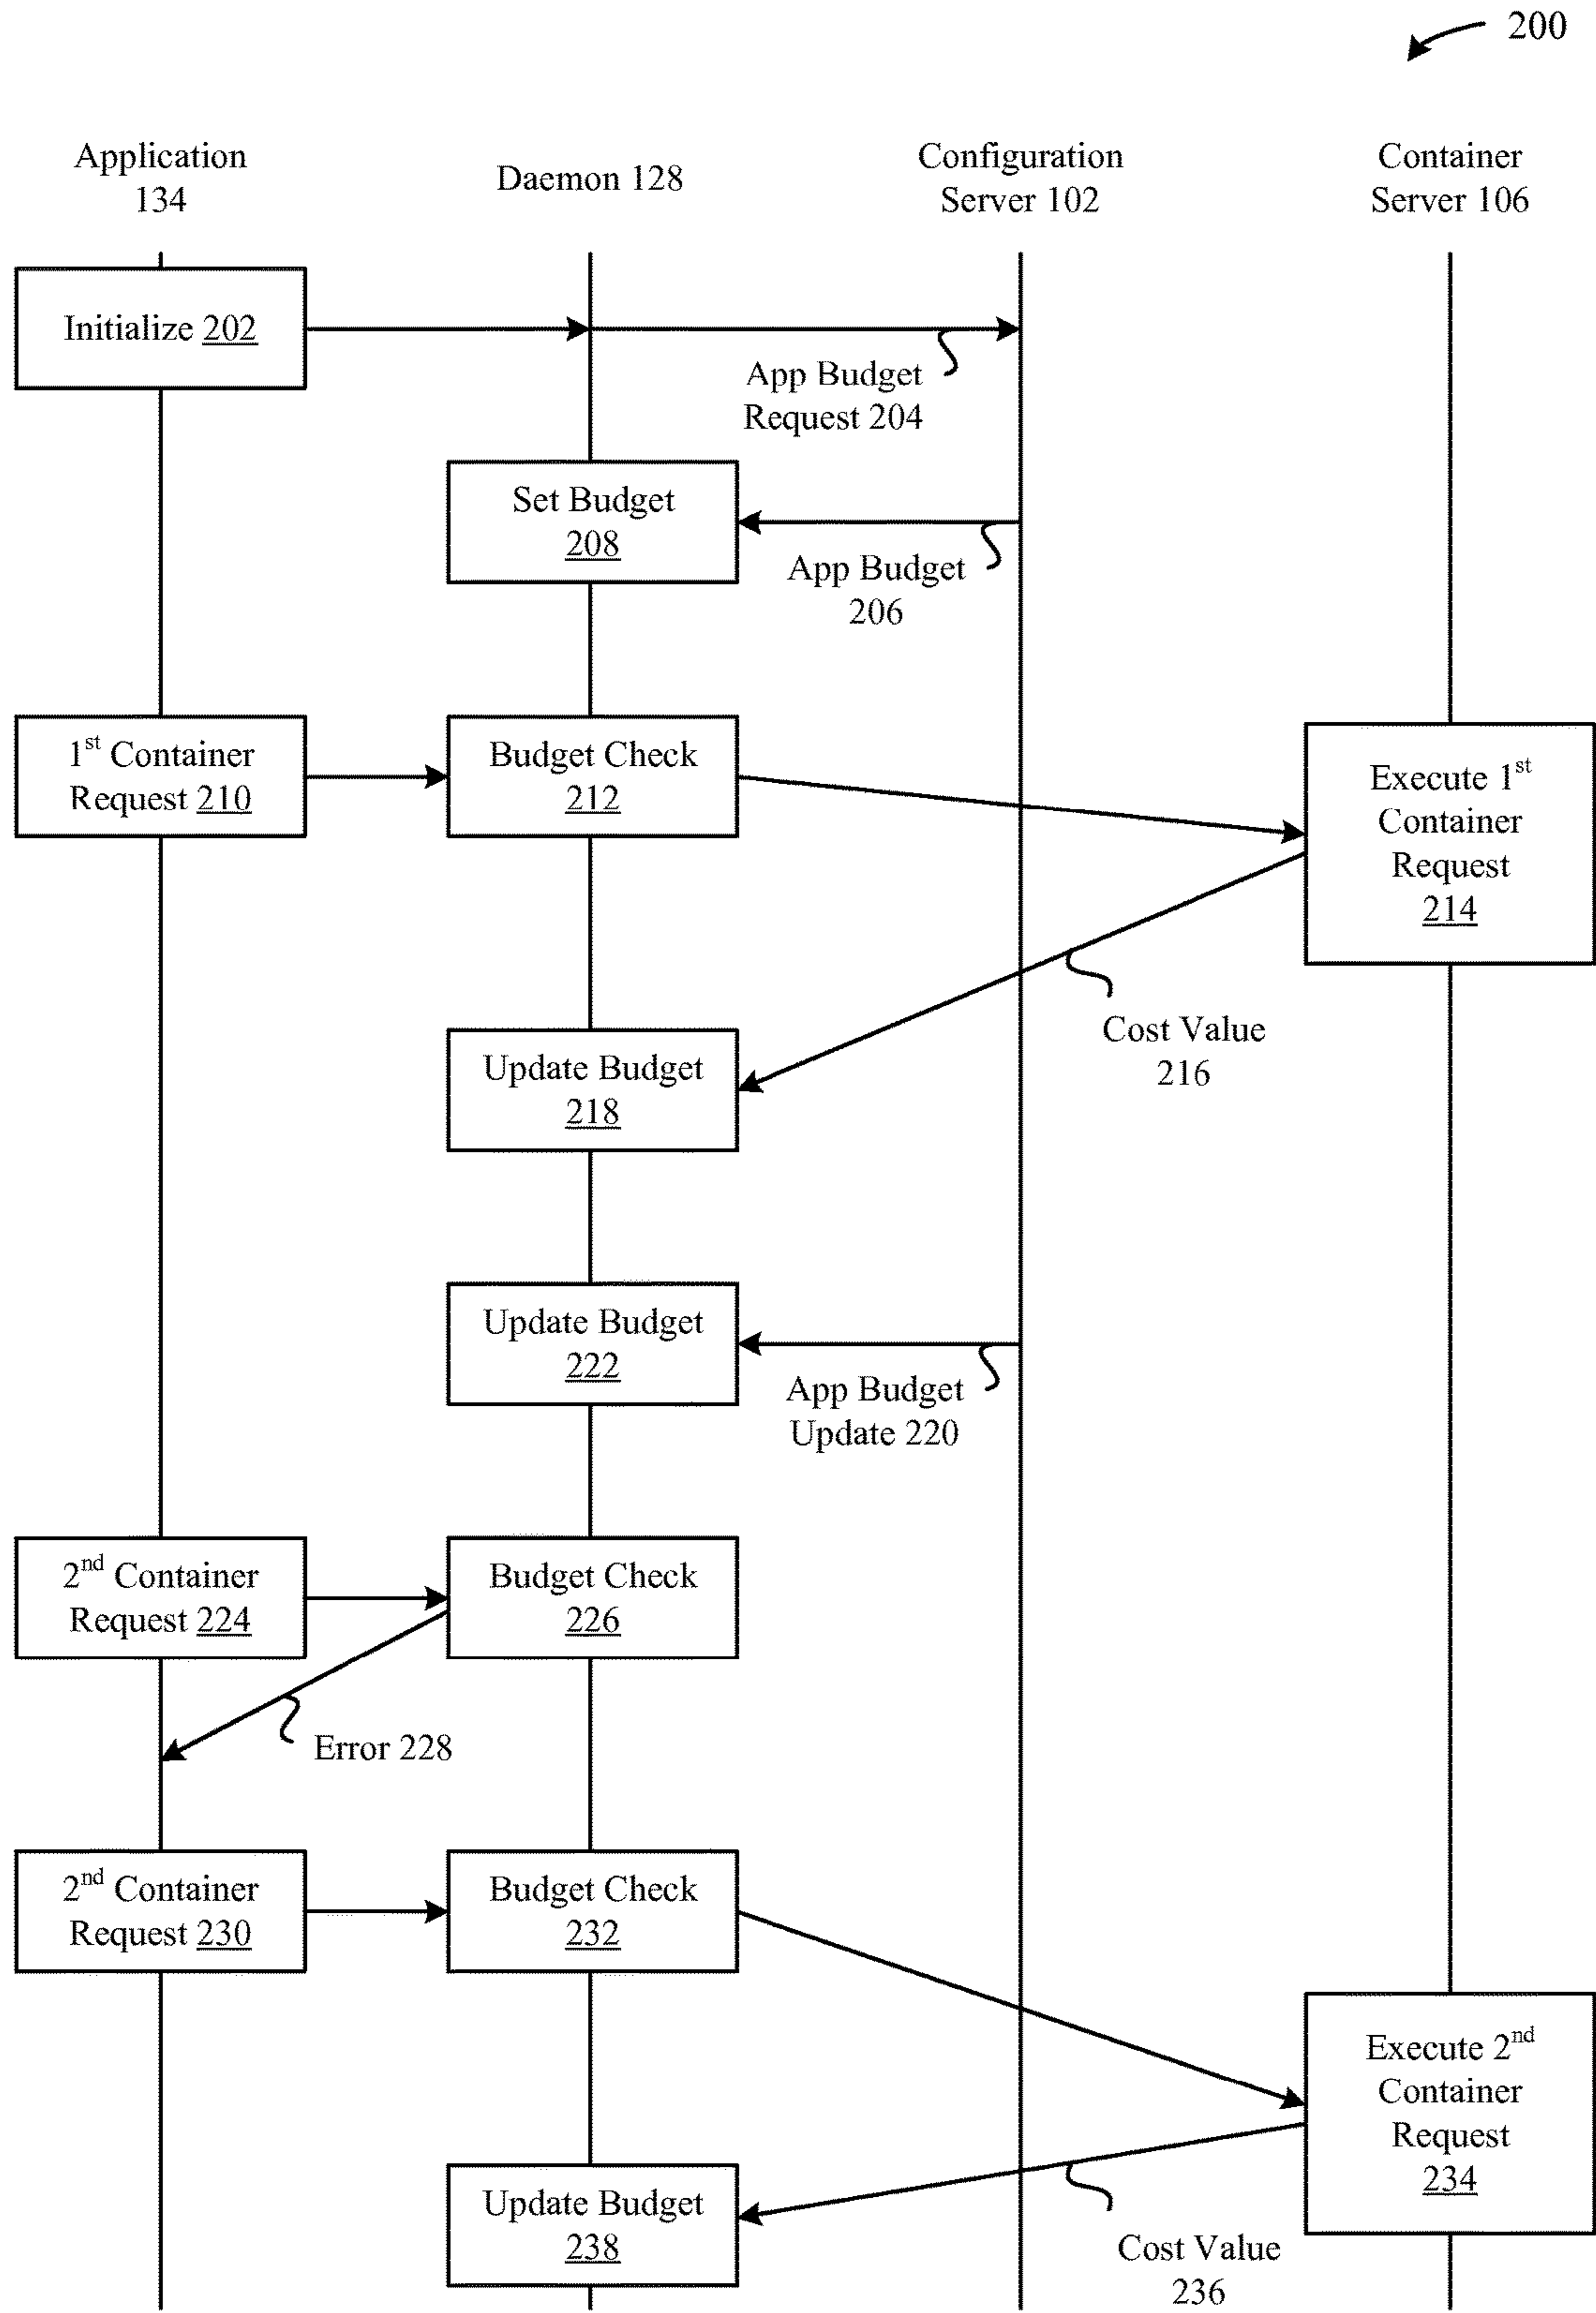 200
Application
134
Daemon 128
Configuration
Server 102
Container
Server 106
Initialize 202
App Budget
Request 204
Set Budget
208
App Budget
206
1st Container
Request 210
Budget Check
212
Execute 1st
Container
Request
214
Cost Value
216
Update Budget
218
Update Budget
222
App Budget
Update 220
2nd Container
Request 224
Budget Check
226
Error 228
2nd Container
Request 230
Budget Check
232
Execute 2nd
Container
Request
234
Update Budget
238
Cost Value
236